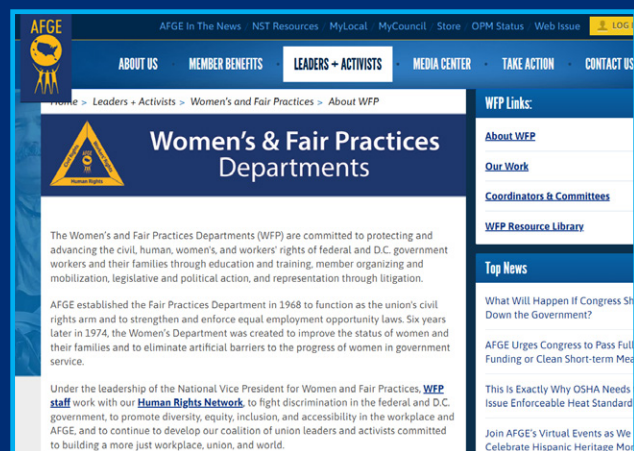 AFGE
AFGE In The News / NST Resources / MyLocal / MyCouncil / Store / OPM Status / Web Issue
LOG
ABOUT US · MEMBER BENEFITS · LEADERS + ACTIVISTS · MEDIA CENTER · TAKE ACTION · CONTACT US
Home > Leaders + Activists > Women's and Fair Practices > About WFP
Civil Rights
Women's Rights
AFGE
Human Rights
Women's & Fair Practices
Departments
The Women's and Fair Practices Departments (WFP) are committed to protecting and
advancing the civil, human, women's, and workers' rights of federal and D.C. government
workers and their families through education and training, member organizing and
mobilization, legislative and political action, and representation through litigation.
AFGE established the Fair Practices Department in 1968 to function as the union's civil
rights arm and to strengthen and enforce equal employment opportunity laws. Six years
later in 1974, the Women's Department was created to improve the status of women and
their families and to eliminate artificial barriers to the progress of women in government
service.
Under the leadership of the National Vice President for Women and Fair Practices, WFP
staff work with our Human Rights Network, to fight discrimination in the federal and D.C.
government, to promote diversity, equity, inclusion, and accessibility in the workplace and
AFGE, and to continue to develop our coalition of union leaders and activists committed
to building a more just workplace, union, and world.
WFP Links:
About WFP
Our Work
Coordinators & Committees
WFP Resource Library
Top News
What Will Happen If Congress Sh
Down the Government?
AFGE Urges Congress to Pass Full
Funding or Clean Short-term Mea
This Is Exactly Why OSHA Needs
Issue Enforceable Heat Standard
Join AFGE's Virtual Events as We
Celebrate Hispanic Heritage Mon